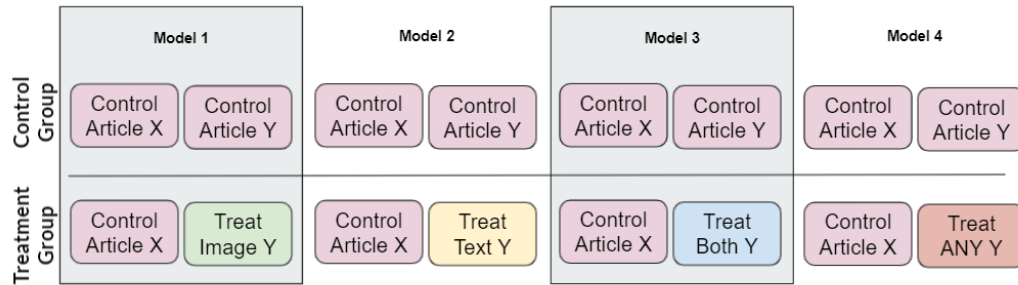 Model 1
Model 2
Model 3
Model 4
Control
Group
Control
Article X
Control
Article Y
Control
Article X
Control
Article Y
Control
Article X
Control
Article Y
Control
Article X
Control
Article Y
Treatment
Group
Control
Article X
Treat
Image Y
Control
Article X
Treat
Text Y
Control
Article X
Treat
Both Y
Control
Article X
Treat
ANY Y